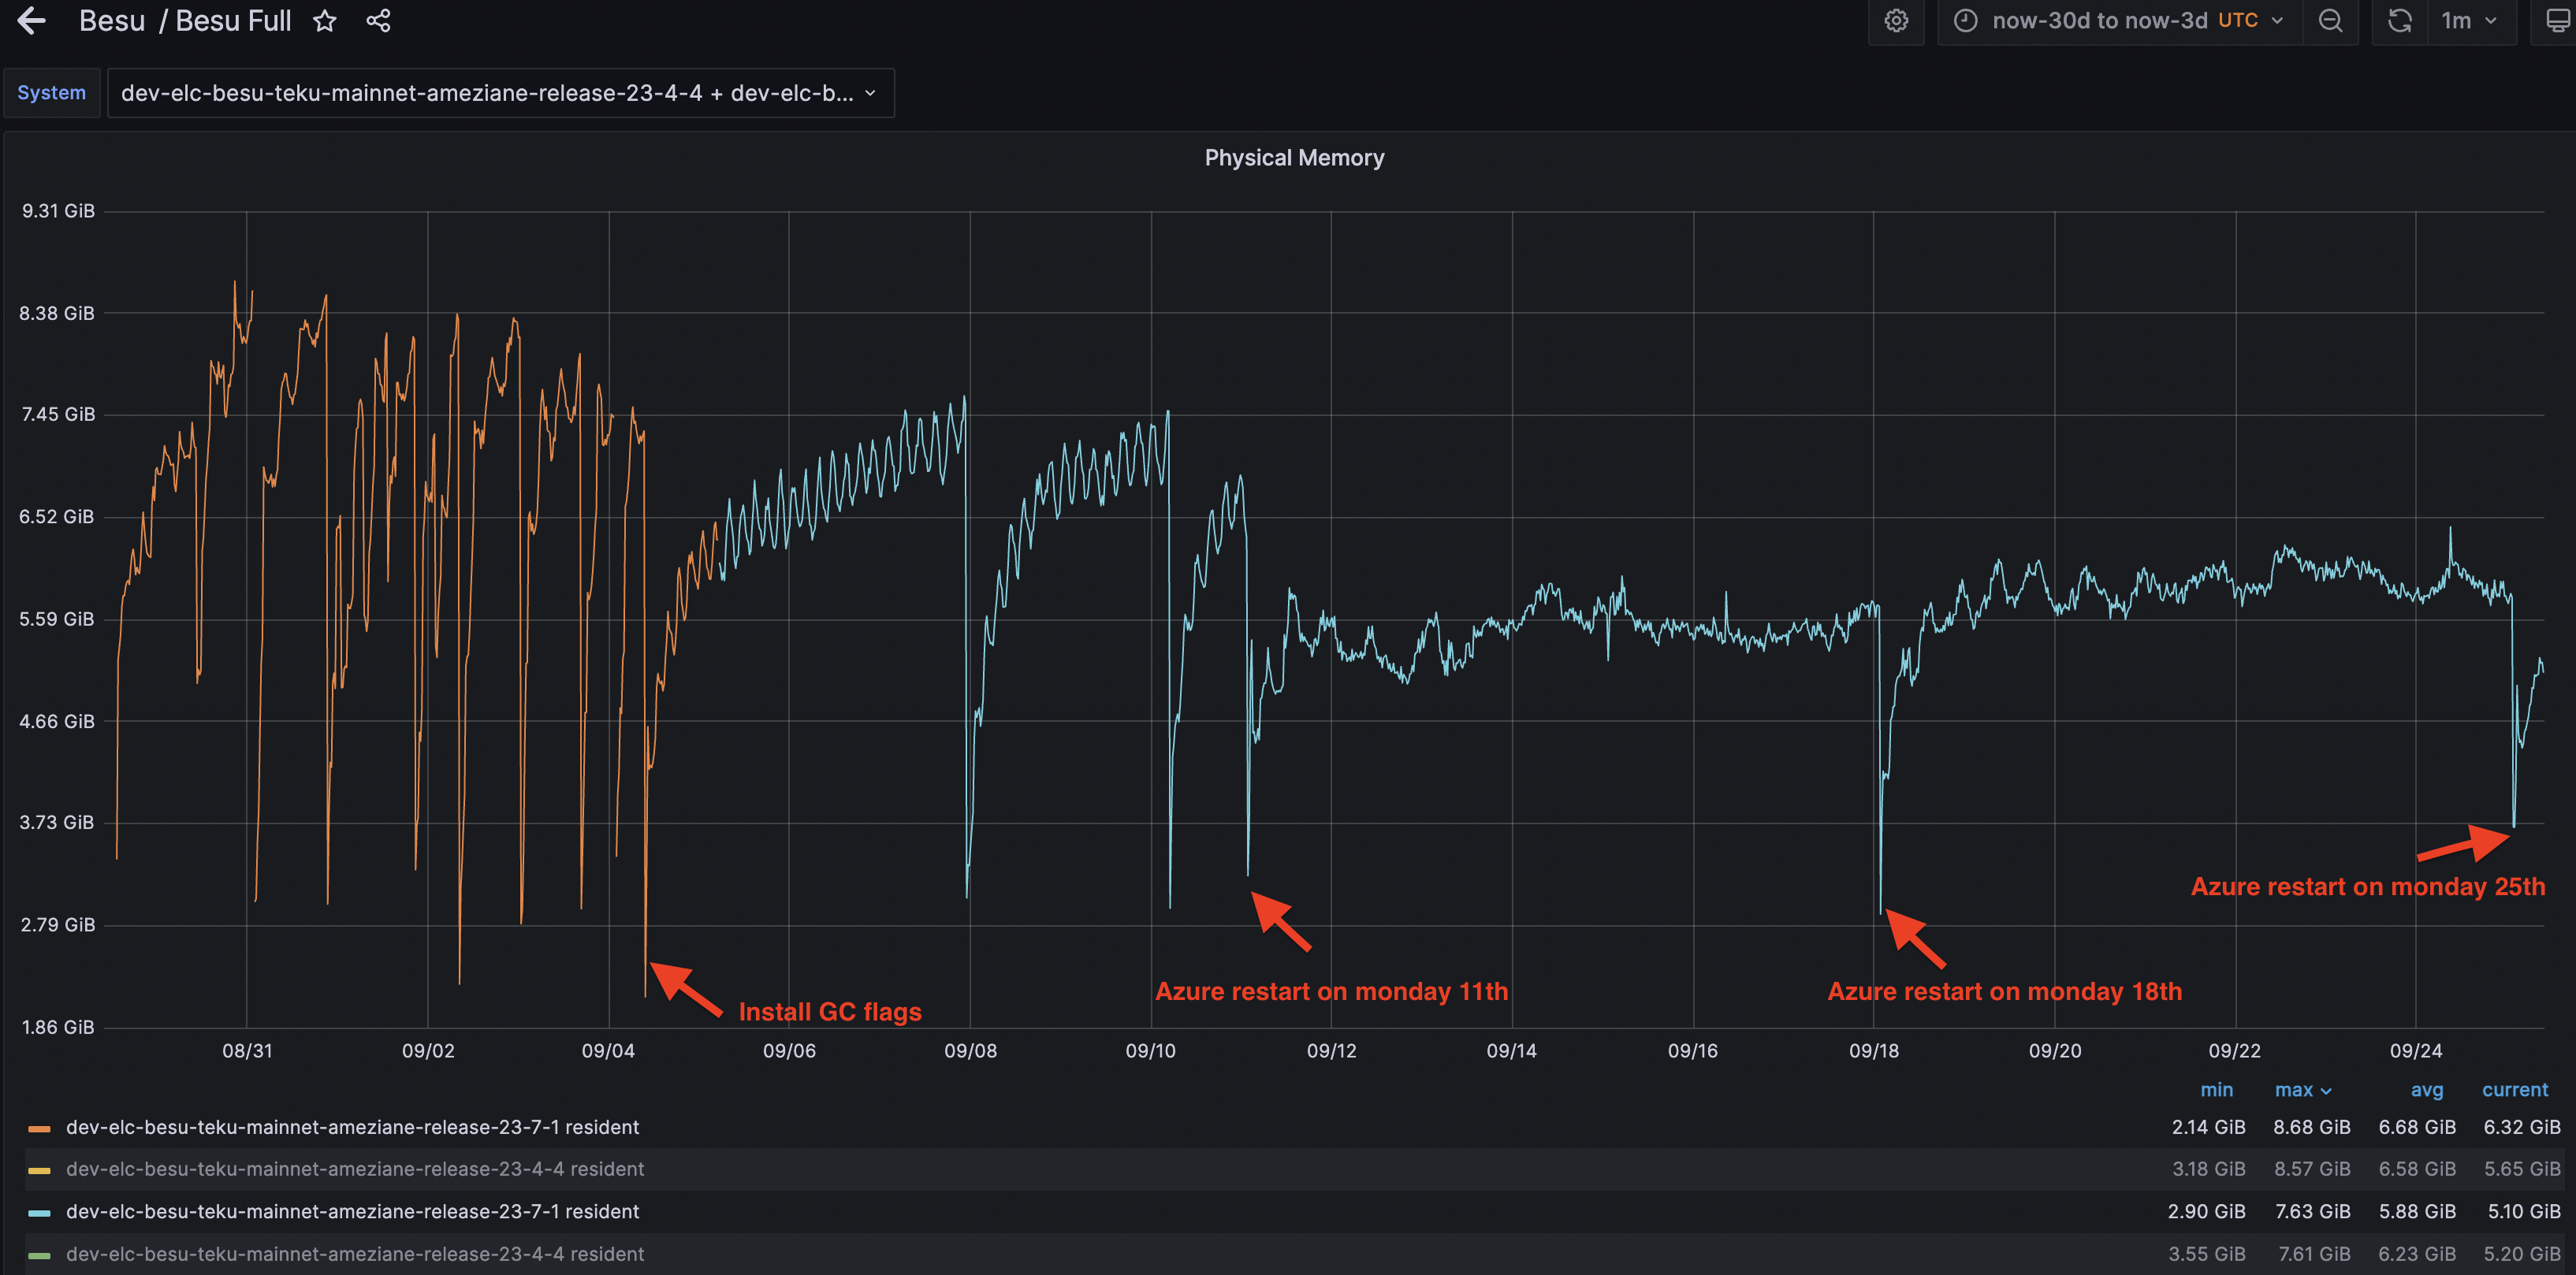 Besu / Besu Full
now-30d to now-3d UTC
1m
System
dev-elc-besu-teku-mainnet-ameziane-release-23-4-4 + dev-elc-b...
Physical Memory
9.31 GiB
8.38 GiB
7.45 GiB
6.52 GiB
5.59 GiB
4.66 GiB
3.73 GiB
2.79 GiB
1.86 GiB
Azure restart on monday 25th
Azure restart on monday 11th
Azure restart on monday 18th
Install GC flags
08/31 09/02 09/04 09/06 09/08 09/10 09/12 09/14 09/16 09/18 09/20 09/22 09/24
min max avg current
dev-elc-besu-teku-mainnet-ameziane-release-23-7-1 resident 2.14 GiB 8.68 GiB 6.68 GiB 6.32 GiB
dev-elc-besu-teku-mainnet-ameziane-release-23-4-4 resident 3.18 GiB 8.57 GiB 6.58 GiB 5.65 GiB
dev-elc-besu-teku-mainnet-ameziane-release-23-7-1 resident 2.90 GiB 7.63 GiB 5.88 GiB 5.10 GiB
dev-elc-besu-teku-mainnet-ameziane-release-23-4-4 resident 3.55 GiB 7.61 GiB 6.23 GiB 5.20 GiB